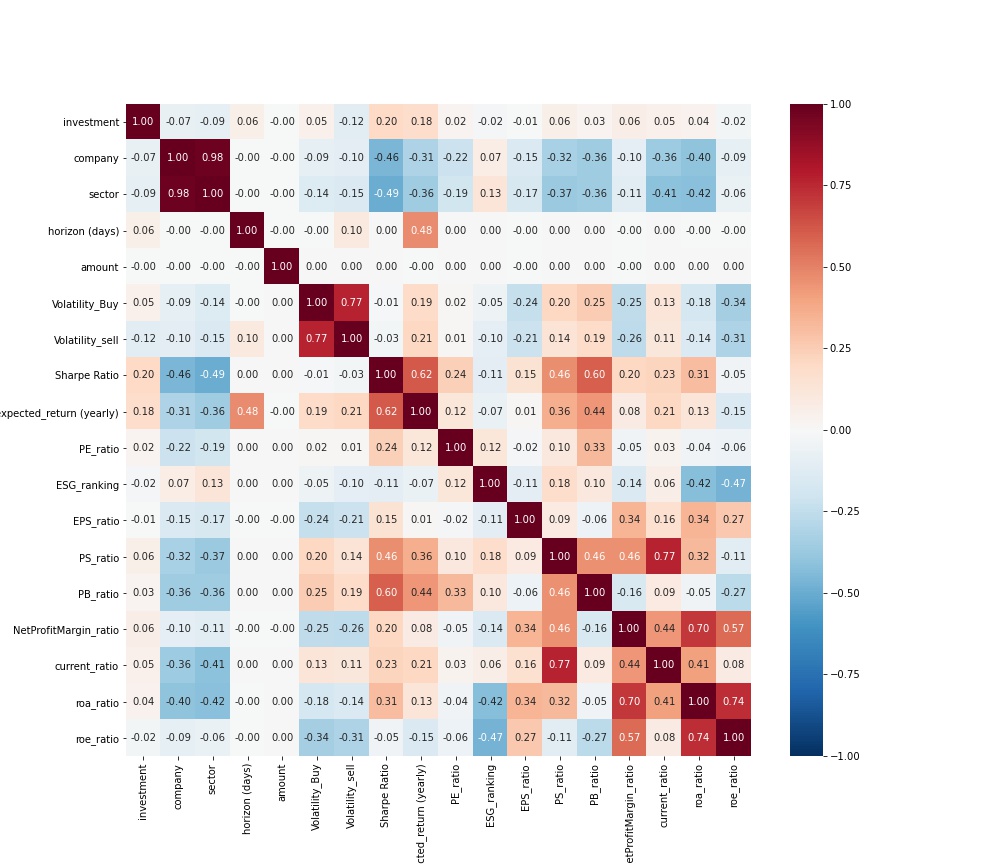 investment 1.00 -0.07 -0.09 0.06 -0.00 0.05 -0.12 0.20 0.18 0.02 -0.02 -0.01 0.06 0.03 0.06 0.05 0.04 -0.02
company -0.07 1.00 0.98 -0.00 -0.00 -0.09 -0.10 -0.46 -0.31 -0.22 0.07 -0.15 -0.32 -0.36 -0.10 -0.36 -0.40 -0.09
sector -0.09 0.98 1.00 -0.00 -0.00 -0.14 -0.15 -0.49 -0.36 -0.19 0.13 -0.17 -0.37 -0.36 -0.11 -0.41 -0.42 -0.06
horizon (days) 0.06 -0.00 -0.00 1.00 -0.00 -0.00 0.10 0.00 0.48 0.00 0.00 -0.00 0.00 0.00 -0.00 0.00 -0.00 -0.00
amount -0.00 -0.00 -0.00 -0.00 1.00 0.00 0.00 0.00 -0.00 0.00 0.00 -0.00 0.00 0.00 -0.00 0.00 0.00 0.00
Volatility_Buy 0.05 -0.09 -0.14 -0.00 0.00 1.00 0.77 -0.01 0.19 0.02 -0.05 -0.24 0.20 0.25 -0.25 0.13 -0.18 -0.34
Volatility_sell -0.12 -0.10 -0.15 0.10 0.00 0.77 1.00 -0.03 0.21 0.01 -0.10 -0.21 0.14 0.19 -0.26 0.11 -0.14 -0.31
Sharpe Ratio 0.20 -0.46 -0.49 0.00 0.00 -0.01 -0.03 1.00 0.62 0.24 -0.11 0.15 0.46 0.60 0.20 0.23 0.31 -0.05
xpected_return (yearly) 0.18 -0.31 -0.36 0.48 -0.00 0.19 0.21 0.62 1.00 0.12 -0.07 0.01 0.36 0.44 0.08 0.21 0.13 -0.15
PE_ratio 0.02 -0.22 -0.19 0.00 0.00 0.02 0.01 0.24 0.12 1.00 0.12 -0.02 0.10 0.33 -0.05 0.03 -0.04 -0.06
ESG_ranking -0.02 0.07 0.13 0.00 0.00 -0.05 -0.10 -0.11 -0.07 0.12 1.00 -0.11 0.18 0.10 -0.14 0.06 -0.42 -0.47
EPS_ratio -0.01 -0.15 -0.17 -0.00 -0.00 -0.24 -0.21 0.15 0.01 -0.02 -0.11 1.00 0.09 -0.06 0.34 0.16 0.34 0.27
PS_ratio 0.06 -0.32 -0.37 0.00 0.00 0.20 0.14 0.46 0.36 0.10 0.18 0.09 1.00 0.46 0.46 0.77 0.32 -0.11
PB_ratio 0.03 -0.36 -0.36 0.00 0.00 0.25 0.19 0.60 0.44 0.33 0.10 -0.06 0.46 1.00 -0.16 0.09 -0.05 -0.27
NetProfitMargin_ratio 0.06 -0.10 -0.11 -0.00 -0.00 -0.25 -0.26 0.20 0.08 -0.05 -0.14 0.34 0.46 -0.16 1.00 0.44 0.70 0.57
current_ratio 0.05 -0.36 -0.41 0.00 0.00 0.13 0.11 0.23 0.21 0.03 0.06 0.16 0.77 0.09 0.44 1.00 0.41 0.08
roa_ratio 0.04 -0.40 -0.42 -0.00 0.00 -0.18 -0.14 0.31 0.13 -0.04 -0.42 0.34 0.32 -0.05 0.70 0.41 1.00 0.74
roe_ratio -0.02 -0.09 -0.06 -0.00 0.00 -0.34 -0.31 -0.05 -0.15 -0.06 -0.47 0.27 -0.11 -0.27 0.57 0.08 0.74 1.00
investment
company
sector
horizon (days)
amount
Volatility_Buy
Volatility_sell
Sharpe Ratio
cted_return (yearly)
PE_ratio
ESG_ranking
EPS_ratio
PS_ratio
PB_ratio
etProfitMargin_ratio
current_ratio
roa_ratio
roe_ratio
1.00
0.75
0.50
0.25
0.00
−0.25
−0.50
−0.75
−1.00